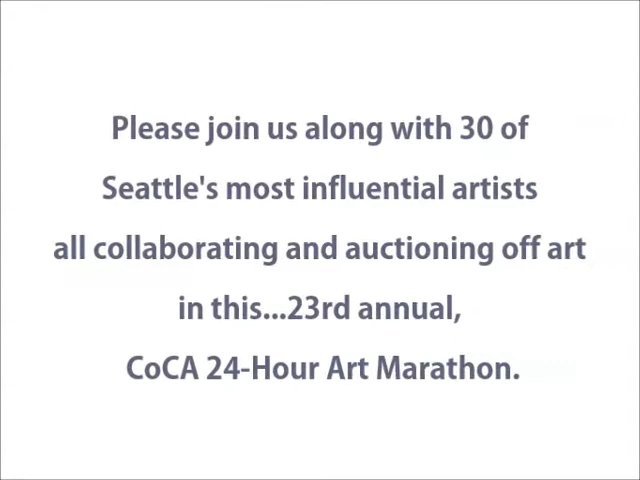 Please join us along with 30 of
Seattle's most influential artists
all collaborating and auctioning off art
in this...23rd annual,
CoCA 24-Hour Art Marathon.